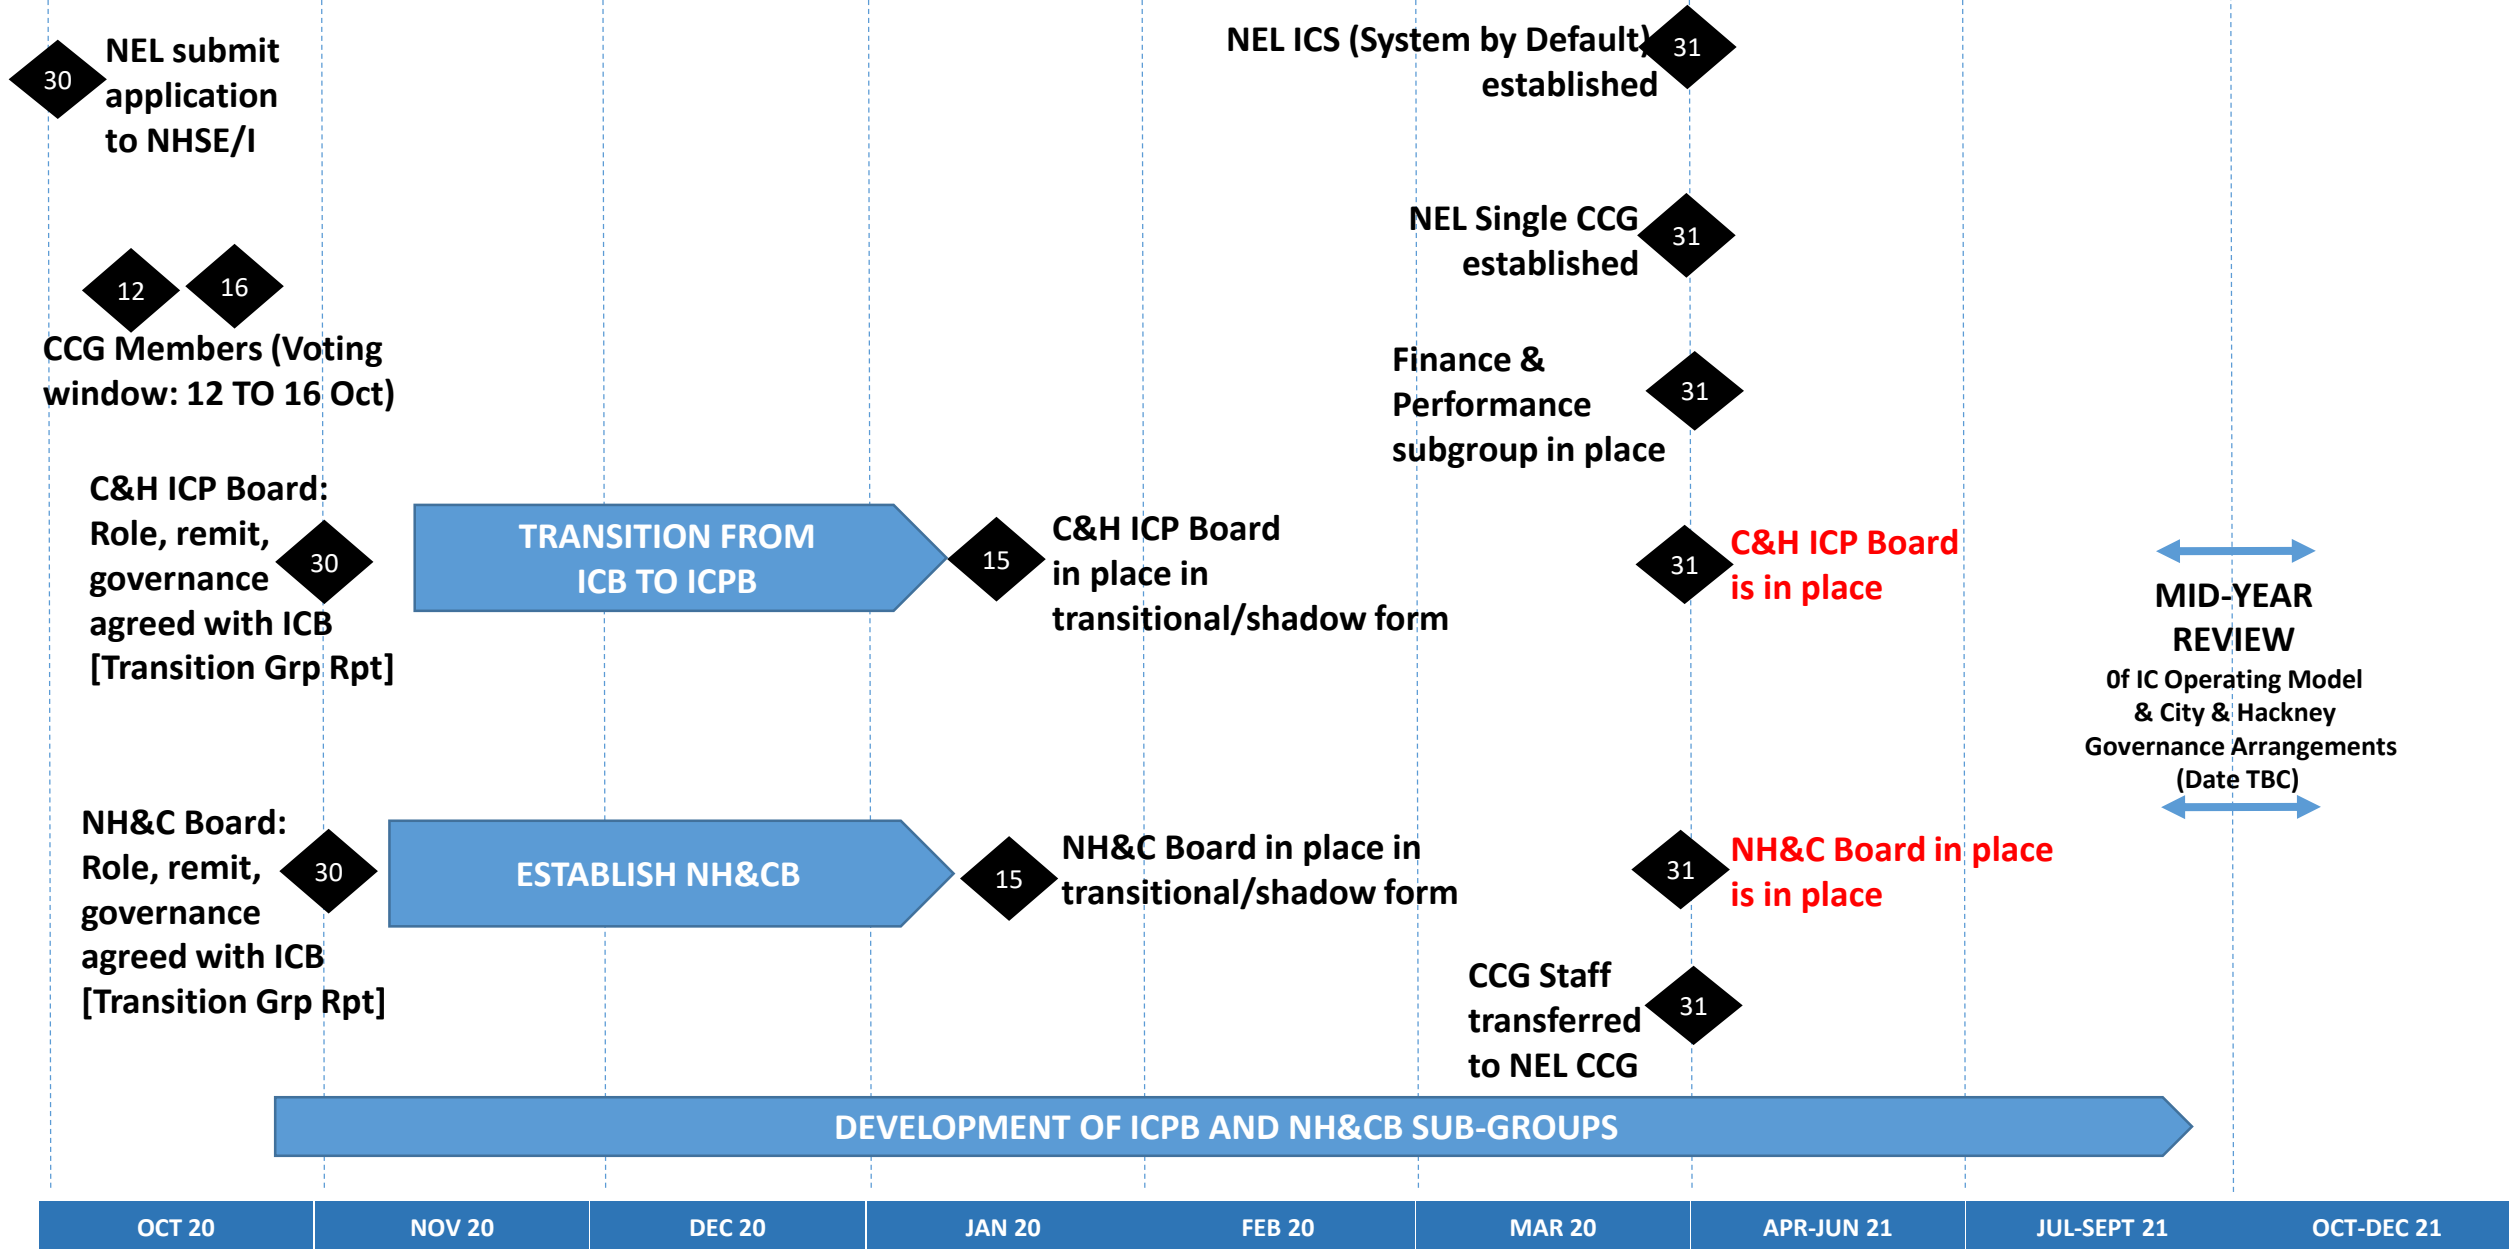 30
NEL submit
application
to NHSE/I
NEL ICS (System by Default)
established
31
NEL Single CCG
established
31
12
16
CCG Members (Voting
window: 12 TO 16 Oct)
Finance &
Performance
subgroup in place
31
C&H ICP Board:
Role, remit,
governance
agreed with ICB
[Transition Grp Rpt]
30
TRANSITION FROM
ICB TO ICPB
15
C&H ICP Board
in place in
transitional/shadow form
31
C&H ICP Board
is in place
MID-YEAR
REVIEW
0f IC Operating Model
& City & Hackney
Governance Arrangements
(Date TBC)
NH&C Board:
Role, remit,
governance
agreed with ICB
[Transition Grp Rpt]
30
ESTABLISH NH&CB
15
NH&C Board in place in
transitional/shadow form
31
NH&C Board in place
is in place
CCG Staff
transferred
to NEL CCG
31
DEVELOPMENT OF ICPB AND NH&CB SUB-GROUPS
OCT 20
NOV 20
DEC 20
JAN 20
FEB 20
MAR 20
APR-JUN 21
JUL-SEPT 21
OCT-DEC 21